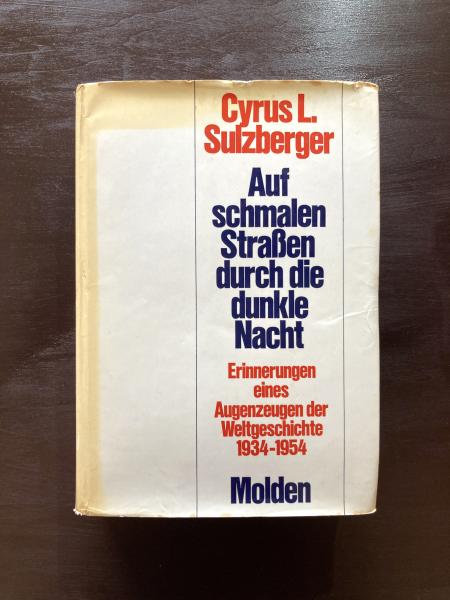 Cyrus L.
Sulzberger
Auf
schmalen
Straßen
durch die
dunkle
Nacht
Erinnerungen
eines
Augenzeugen der
Weltgeschichte
1934-1954
Molden